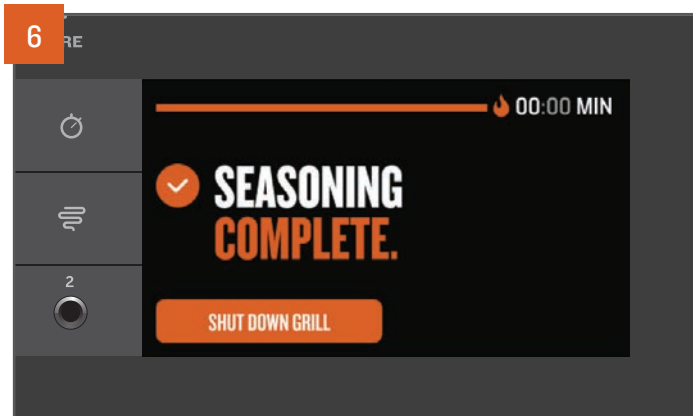 6
RE
00:00 MIN
SEASONING
COMPLETE.
2
SHUT DOWN GRILL